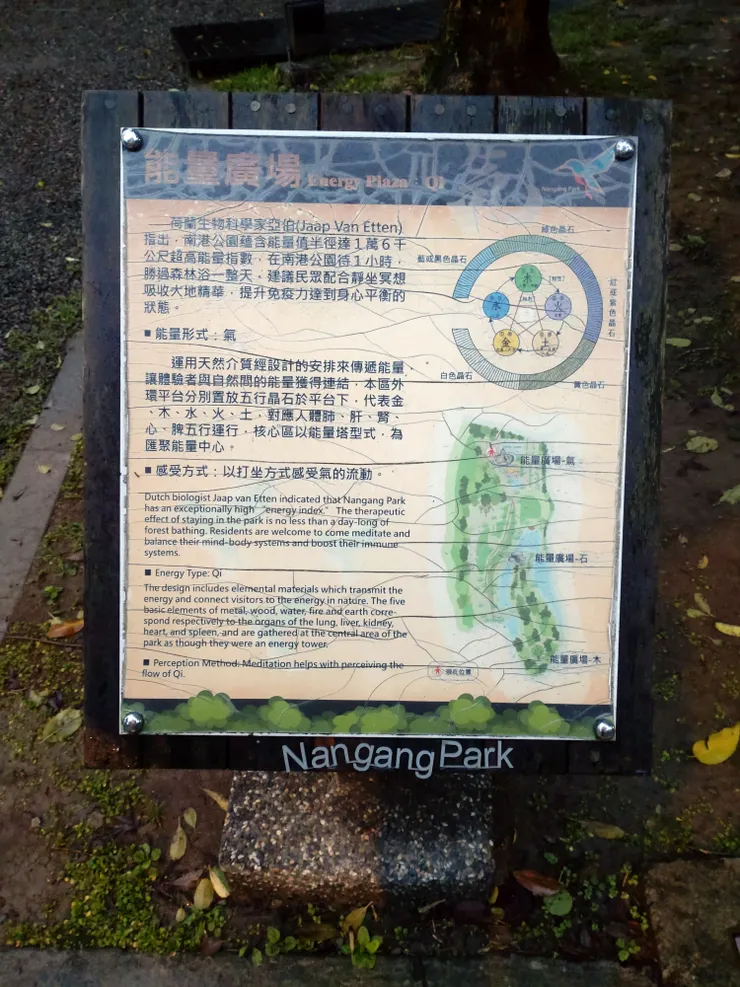 能量廣場 Energy Plaza - Qi
Nangang Park
荷蘭生物科學家亞伯(Jaap Van Etten)
指出，南港公園蘊含能量值半徑達１萬６千
公尺超高能量指數，在南港公園待１小時，
勝過森林浴一整天。建議民眾配合靜坐冥想
吸收大地精華，提升免疫力達到身心平衡的
狀態。
■ 能量形式：氣
運用天然介質經設計的安排來傳遞能量，
讓體驗者與自然間的能量獲得連結，本區外
環平台分別置放五行晶石於平台下，代表金
、木、水、火、土，對應人體肺、肝、腎、
心、脾五行運行，核心區以能量塔型式，為
匯聚能量中心。
■ 感受方式：以打坐方式感受氣的流動。
Dutch biologist Jaap van Etten indicated that Nangang Park
has an exceptionally high "energy index." The therapeutic
effect of staying in the park is no less than a day-long of
forest bathing. Residents are welcome to come meditate and
balance their mind-body systems and boost their immune
systems.
■ Energy Type: Qi
The design includes elemental materials which transmit the
energy and connect visitors to the energy in nature. The five
basic elements of metal, wood, water, fire and earth corre-
spond respectively to the organs of the lung, liver, kidney,
heart, and spleen, and are gathered at the central area of the
park as though they were an energy tower.
■ Perception Method: Meditation helps with perceiving the
flow of Qi.
綠色晶石
藍或黑色晶石
紅或紫色晶石
白色晶石
黃色晶石
木
水
火
金
土
能量廣場-氣
能量廣場-石
能量廣場-木
現在位置
Nangang Park